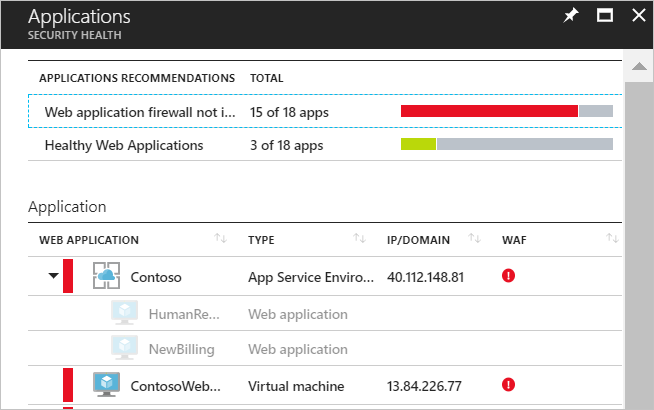 Applications
SECURITY HEALTH
APPLICATIONS RECOMMENDATIONS TOTAL
Web application firewall not i... 15 of 18 apps
Healthy Web Applications 3 of 18 apps
Application
WEB APPLICATION TYPE IP/DOMAIN WAF
Contoso App Service Enviro... 40.112.148.81
HumanRe... Web application
NewBilling Web application
ContosoWeb... Virtual machine 13.84.226.77